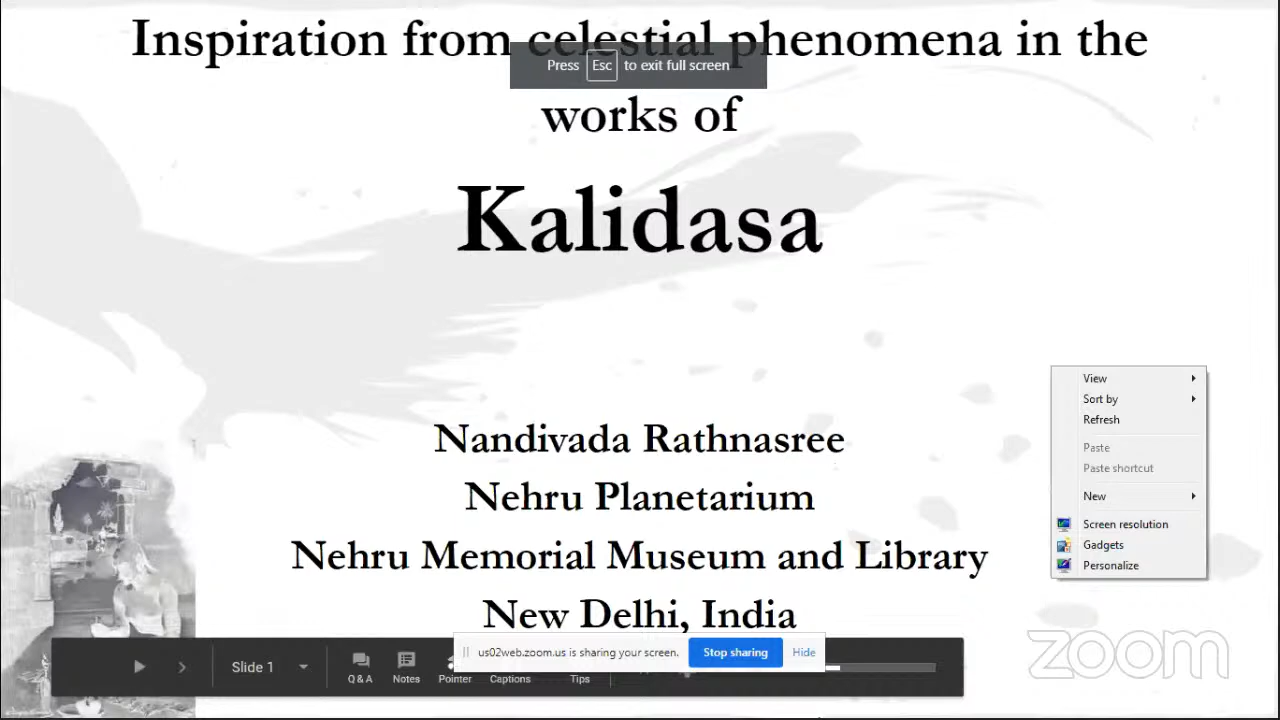 Inspiration from celestial phenomena in the
Press Esc to exit full screen
works of
Kalidasa
Nandivada Rathnasree
Nehru Planetarium
Nehru Memorial Museum and Library
New Delhi, India
View
Sort by
Refresh
Paste
Paste shortcut
New
Screen resolution
Gadgets
Personalize
us02web.zoom.us is sharing your screen. Stop sharing Hide
Slide 1
Q & A Notes Pointer Captions Tips
zoom